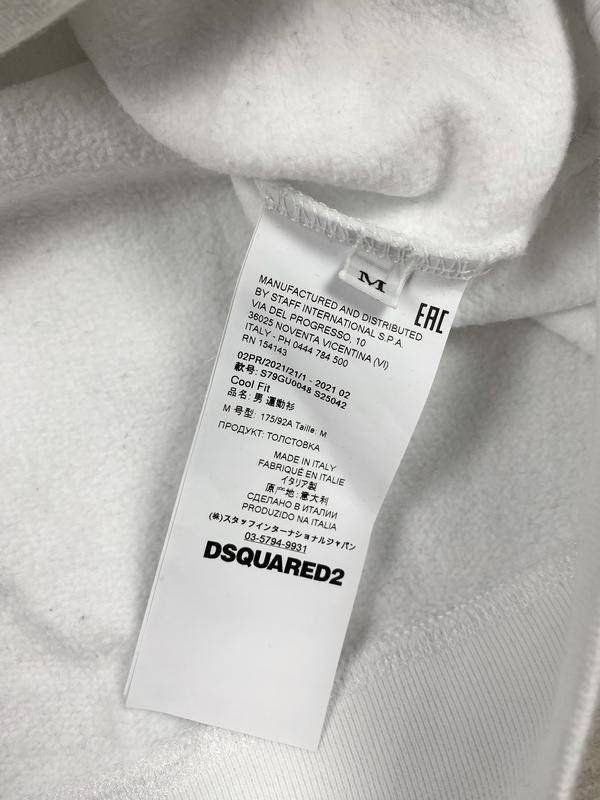 M
EAC
MANUFACTURED AND DISTRIBUTED
BY STAFF INTERNATIONAL S.P.A.
VIA DEL PROGRESSO, 10
36025 NOVENTA VICENTINA (VI)
ITALY - PH 0444 784 500
RN 154143
02PR/2021/21/1 - 2021 02
款号: S79GU0048 S25042
Cool Fit
品名: 男 運動衫
M 号型: 175/92A Taille: M
ПРОДУКТ: ТОЛСТОВКА
MADE IN ITALY
FABRIQUÉ EN ITALIE
イタリア製
原产地: 意大利
СДЕЛАНО В ИТАЛИИ
PRODUZIDO NA ITALIA
(株)スタッフインターナショナルジャパン
03-5794-9931
DSQUARED2